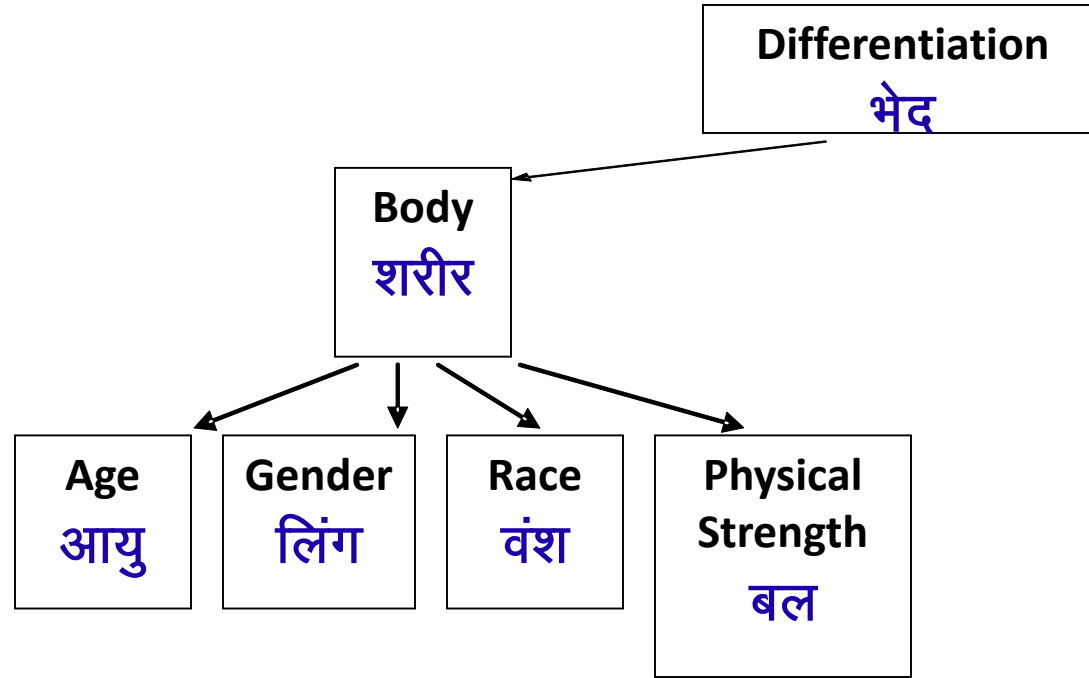 Differentiation
भेद
Body
शरीर
Age
आयु
Gender
लिंग
Race
वंश
Physical
Strength
बल